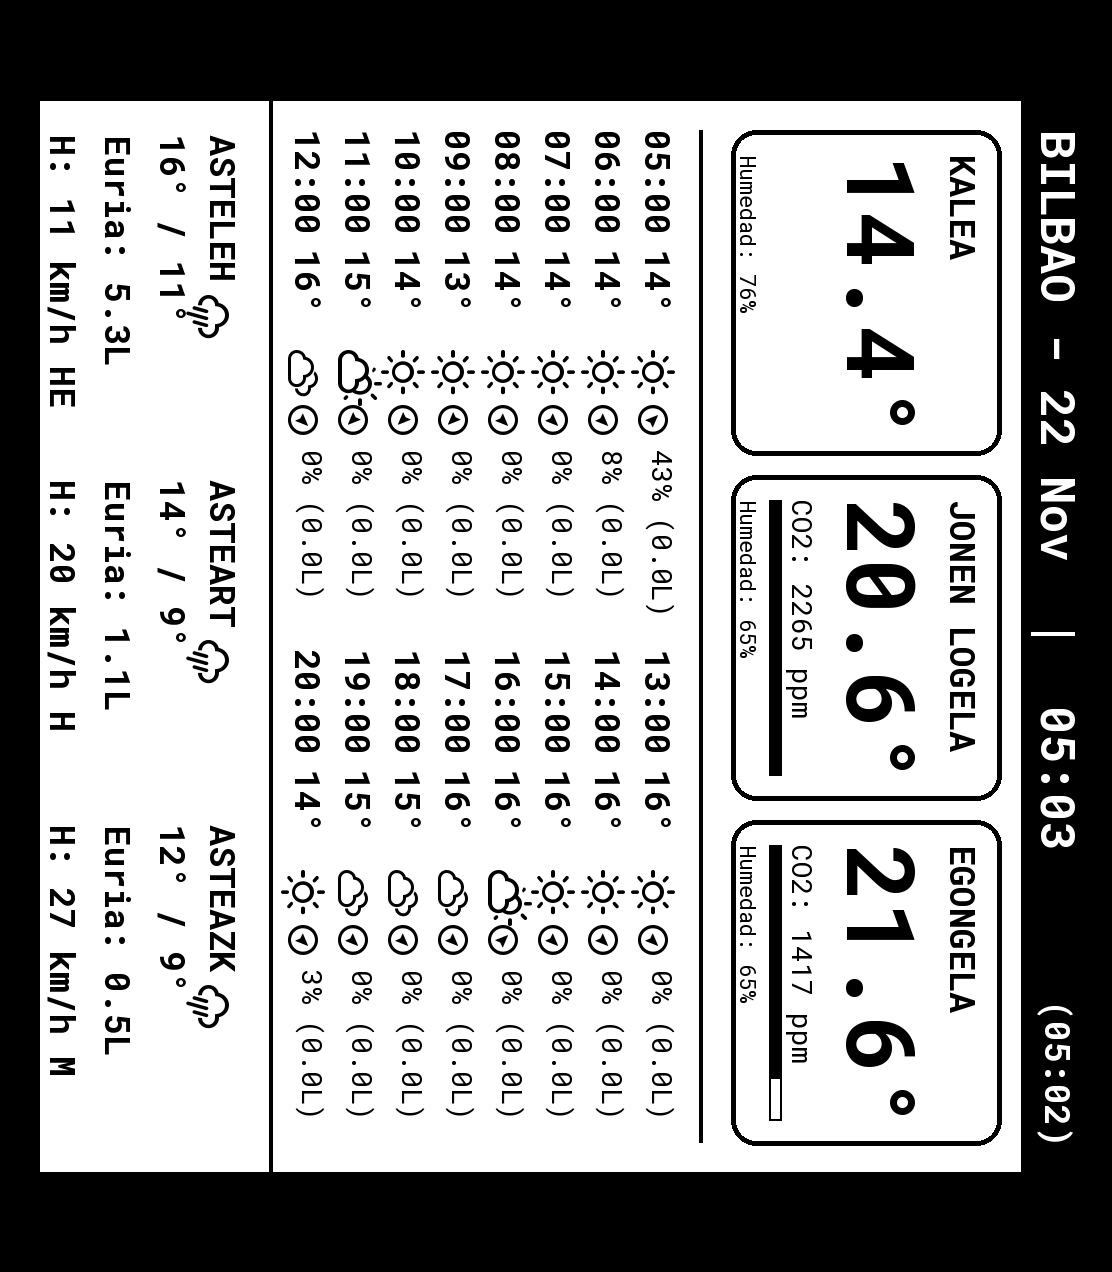 BILBAO - 22 Nov | 05:03 (05:02)
KALEA
14.4°
Humedad: 76%
JONEN LOGELA
20.6°
CO2: 2265 ppm
Humedad: 65%
EGONGELA
21.6°
CO2: 1417 ppm
Humedad: 65%
05:00 14° 43% (0.0L)
06:00 14° 8% (0.0L)
07:00 14° 0% (0.0L)
08:00 14° 0% (0.0L)
09:00 13° 0% (0.0L)
10:00 14° 0% (0.0L)
11:00 15° 0% (0.0L)
12:00 16° 0% (0.0L)
13:00 16° 0% (0.0L)
14:00 16° 0% (0.0L)
15:00 16° 0% (0.0L)
16:00 16° 0% (0.0L)
17:00 16° 0% (0.0L)
18:00 15° 0% (0.0L)
19:00 15° 0% (0.0L)
20:00 14° 3% (0.0L)
ASTELEH
16° / 11°
Euria: 5.3L
H: 11 km/h HE
ASTEART
14° / 9°
Euria: 1.1L
H: 20 km/h H
ASTEAZK
12° / 9°
Euria: 0.5L
H: 27 km/h M